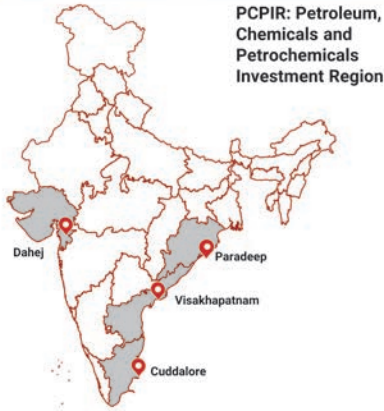 PCPIR: Petroleum,
Chemicals and
Petrochemicals
Investment Region
Dahej
Paradeep
Visakhapatnam
Cuddalore